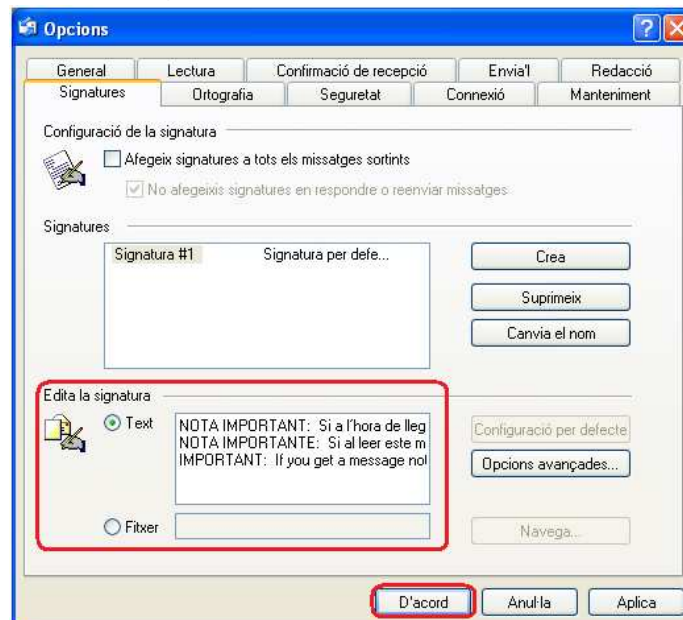 Opcions
General Lectura Confirmació de recepció Envia'l Redacció
Signatures Ortografia Seguretat Connexió Manteniment
Configuració de la signatura
Afegeix signatures a tots els missatges sortints
No afegeixis signatures en respondre o reenviar missatges
Signatures
Signatura #1 Signatura per defe...
Crea
Suprimeix
Canvia el nom
Edita la signatura
Text
NOTA IMPORTANT: Si a l´hora de lleg
NOTA IMPORTANTE: Si al leer este m
IMPORTANT: If you get a message not
Configuració per defecte
Opcions avançades...
Fitxer
Navega...
D'acord Anul·la Aplica